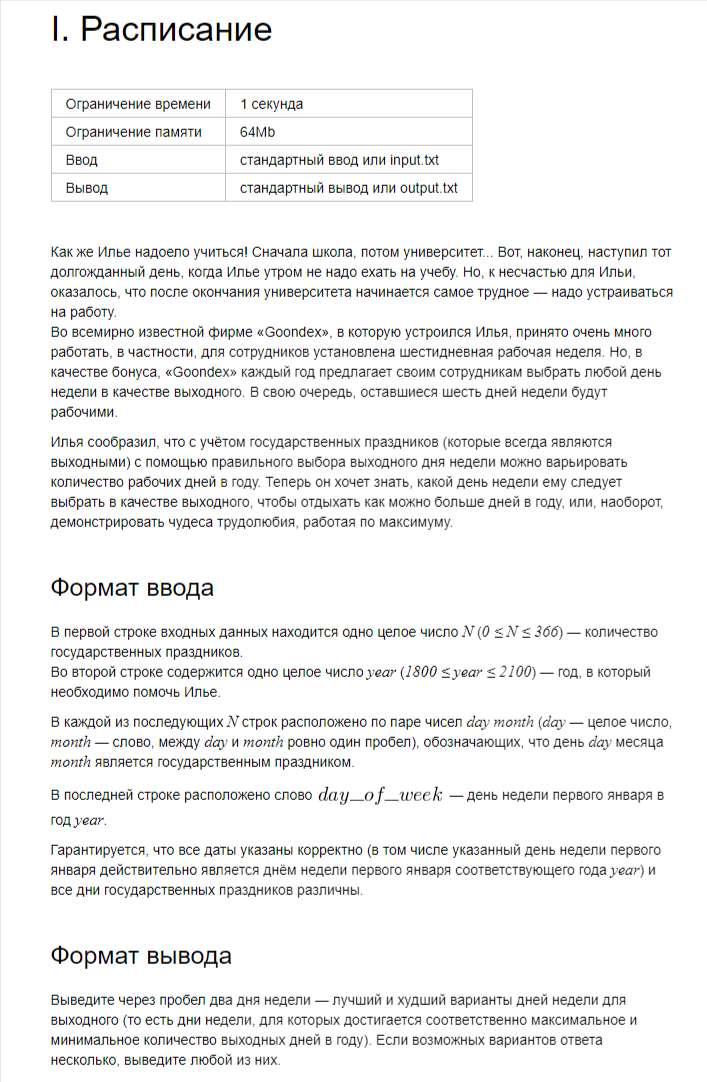 I. Расписание
Ограничение времени 1 секунда
Ограничение памяти 64Mb
Ввод стандартный ввод или input.txt
Вывод стандартный вывод или output.txt
Как же Илье надоело учиться! Сначала школа, потом университет... Вот, наконец, наступил тот
долгожданный день, когда Илье утром не надо ехать на учебу. Но, к несчастью для Ильи,
оказалось, что после окончания университета начинается самое трудное — надо устраиваться
на работу.
Во всемирно известной фирме «Goondex», в которую устроился Илья, принято очень много
работать, в частности, для сотрудников установлена шестидневная рабочая неделя. Но, в
качестве бонуса, «Goondex» каждый год предлагает своим сотрудникам выбрать любой день
недели в качестве выходного. В свою очередь, оставшиеся шесть дней недели будут
рабочими.
Илья сообразил, что с учётом государственных праздников (которые всегда являются
выходными) с помощью правильного выбора выходного дня недели можно варьировать
количество рабочих дней в году. Теперь он хочет знать, какой день недели ему следует
выбрать в качестве выходного, чтобы отдыхать как можно больше дней в году, или, наоборот,
демонстрировать чудеса трудолюбия, работая по максимуму.
Формат ввода
В первой строке входных данных находится одно целое число N (0 ≤ N ≤ 366) — количество
государственных праздников.
Во второй строке содержится одно целое число year (1800 ≤ year ≤ 2100) — год, в который
необходимо помочь Илье.
В каждой из последующих N строк расположено по паре чисел day month (day — целое число,
month — слово, между day и month ровно один пробел), обозначающих, что день day месяца
month является государственным праздником.
В последней строке расположено слово day_of_week — день недели первого января в
год year.
Гарантируется, что все даты указаны корректно (в том числе указанный день недели первого
января действительно является днём недели первого января соответствующего года year) и
все дни государственных праздников различны.
Формат вывода
Выведите через пробел два дня недели — лучший и худший варианты дней недели для
выходного (то есть дни недели, для которых достигается соответственно максимальное и
минимальное количество выходных дней в году). Если возможных вариантов ответа
несколько, выведите любой из них.